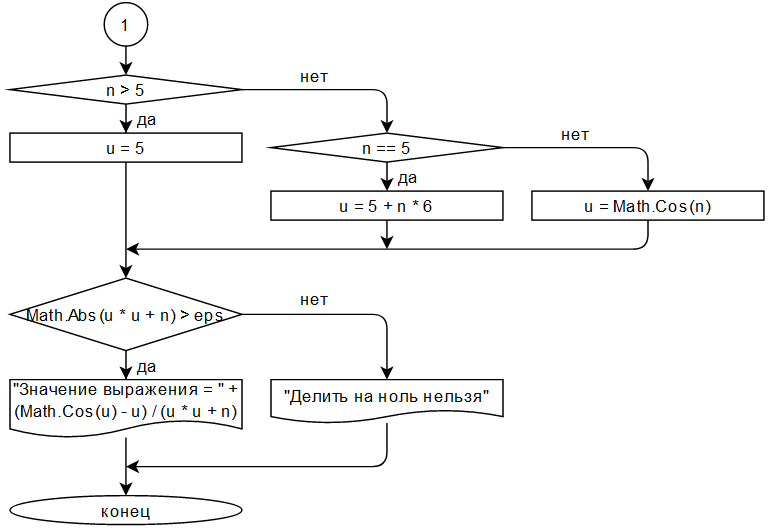 1
n > 5
нет
да
u = 5
n == 5
нет
да
u = 5 + n * 6
u = Math.Cos(n)
Math.Abs(u * u + n) > eps
нет
да
"Значение выражения = " +
(Math.Cos(u) - u) / (u * u + n)
"Делить на ноль нельзя"
конец